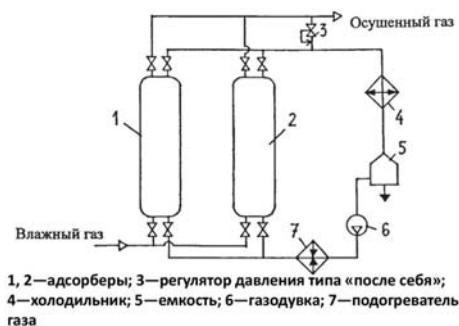 Осушенный газ
3
1
2
4
5
Влажный газ
7
6
1, 2—адсорберы; 3—регулятор давления типа «после себя»;
4—холодильник; 5—емкость; 6—газодувка; 7—подогреватель
газа